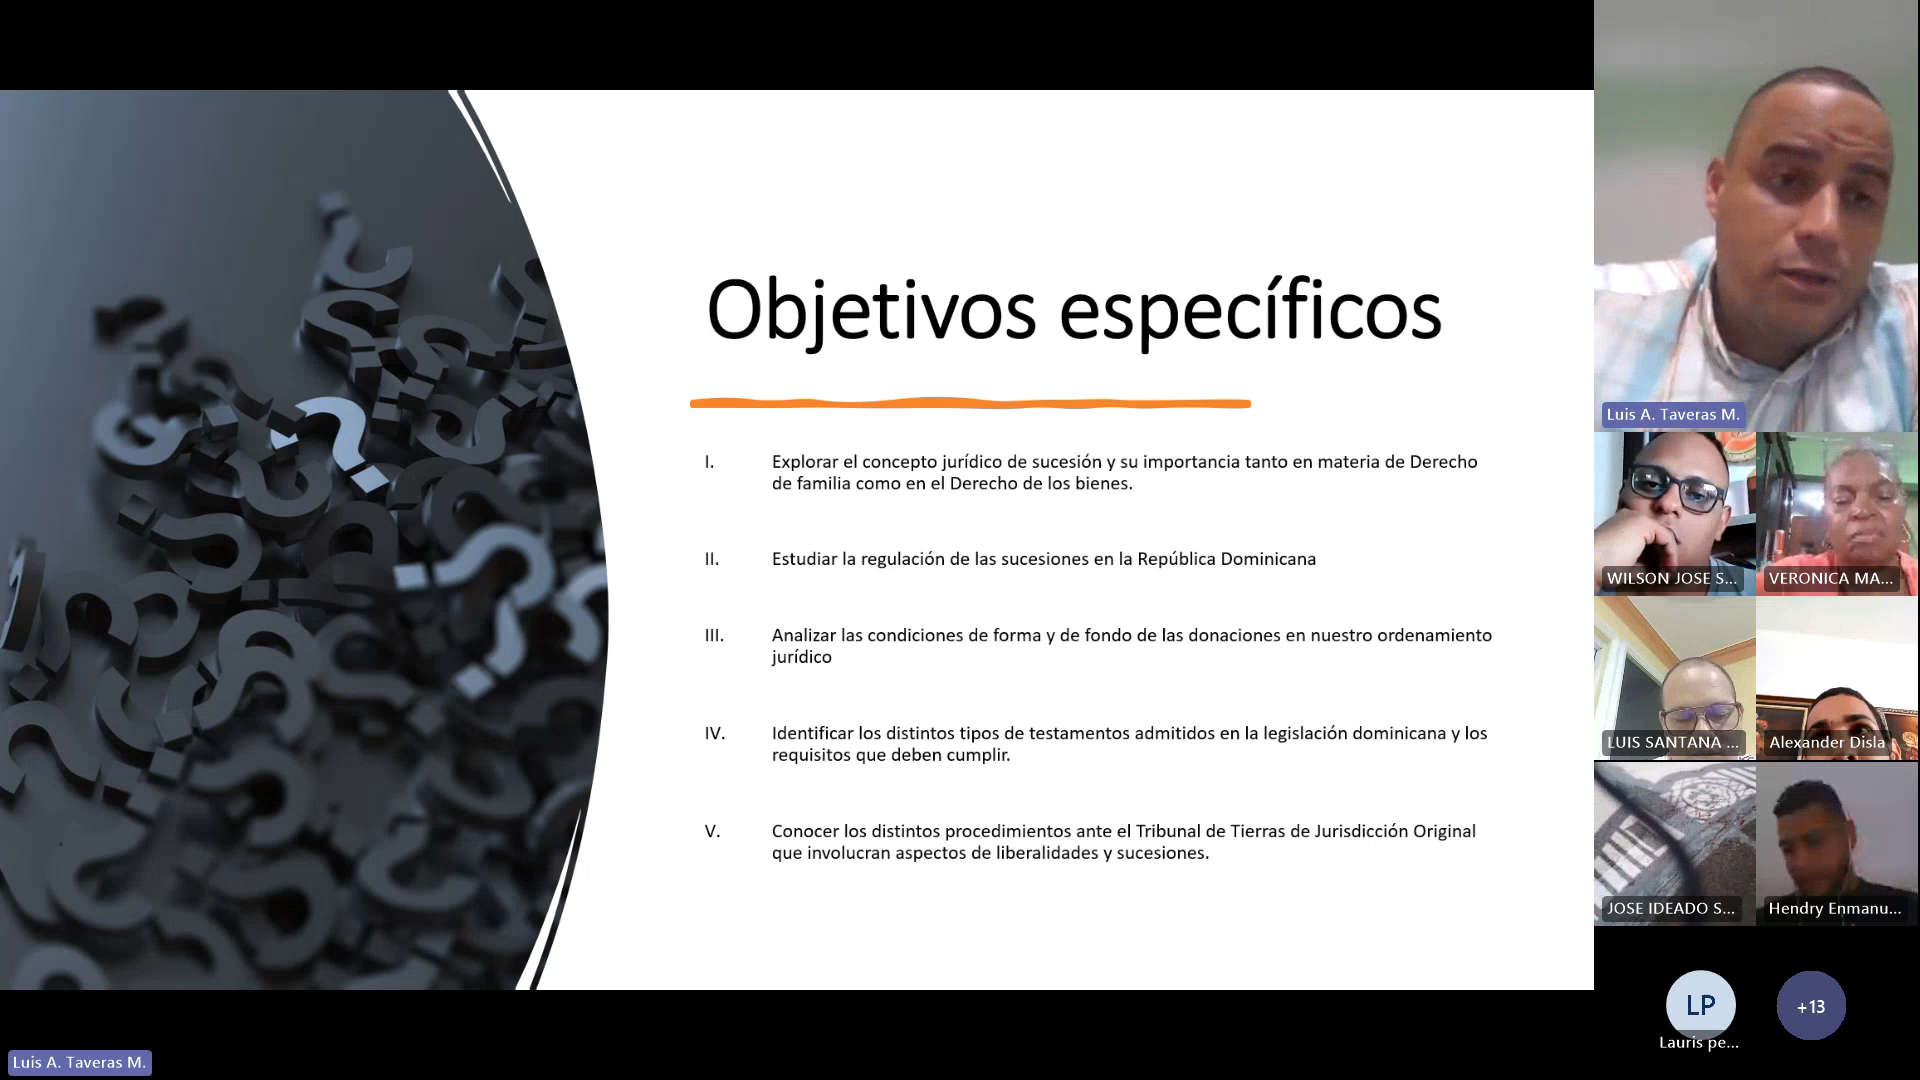 Objetivos específicos
I. Explorar el concepto jurídico de sucesión y su importancia tanto en materia de Derecho
de familia como en el Derecho de los bienes.
II. Estudiar la regulación de las sucesiones en la República Dominicana
III. Analizar las condiciones de forma y de fondo de las donaciones en nuestro ordenamiento
jurídico
IV. Identificar los distintos tipos de testamentos admitidos en la legislación dominicana y los
requisitos que deben cumplir.
V. Conocer los distintos procedimientos ante el Tribunal de Tierras de Jurisdicción Original
que involucran aspectos de liberalidades y sucesiones.
Luis A. Taveras M.
WILSON JOSE S...
VERONICA MA...
LUIS SANTANA ...
Alexander Disla
JOSE IDEADO S...
Hendry Enmanu...
LP
+13
Lauris pe...
Luis A. Taveras M.